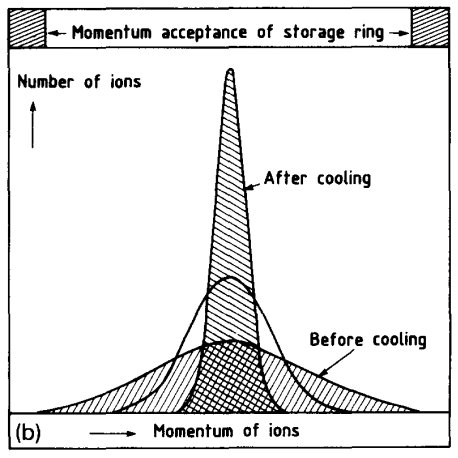 Momentum acceptance of storage ring
Number of ions
After cooling
Before cooling
(b) Momentum of ions